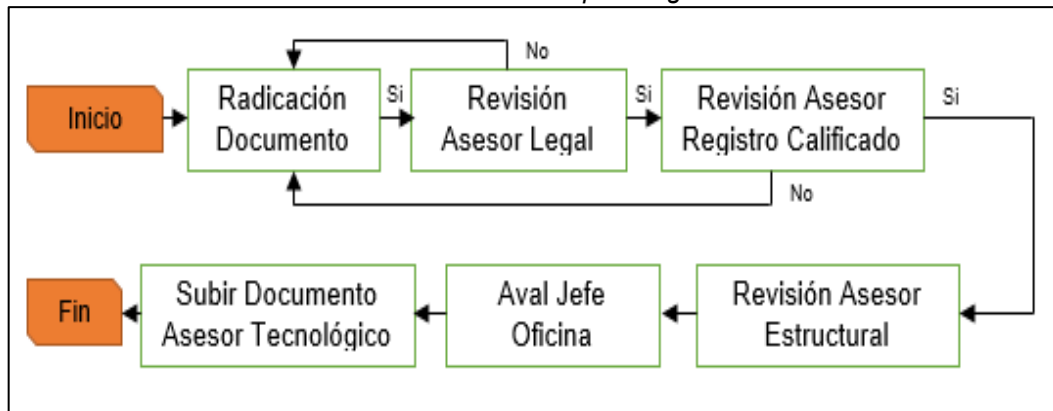 No
Inicio
Radicación
Documento
Si
Revisión
Asesor Legal
Si
Revisión Asesor
Registro Calificado
Si
No
Fin
Subir Documento
Asesor Tecnológico
Aval Jefe
Oficina
Revisión Asesor
Estructural